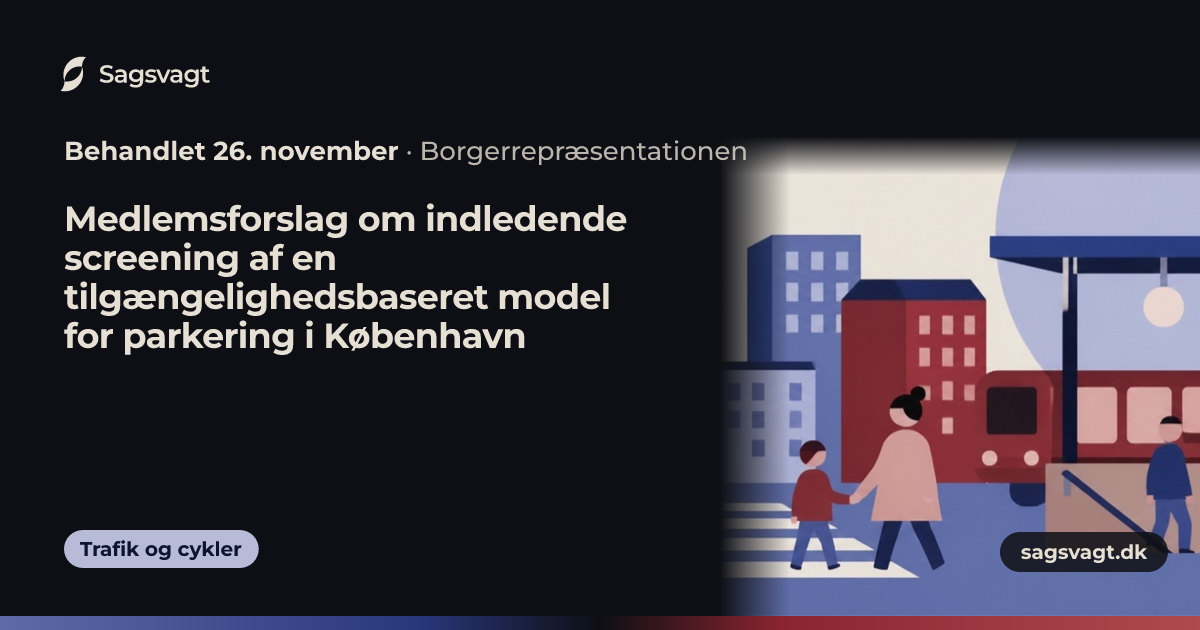 Sagsvagt
Behandlet 26. november · Borgerrepræsentationen
Medlemsforslag om indledende
screening af en
tilgængelighedsbaseret model
for parkering i København
Trafik og cykler
sagsvagt.dk